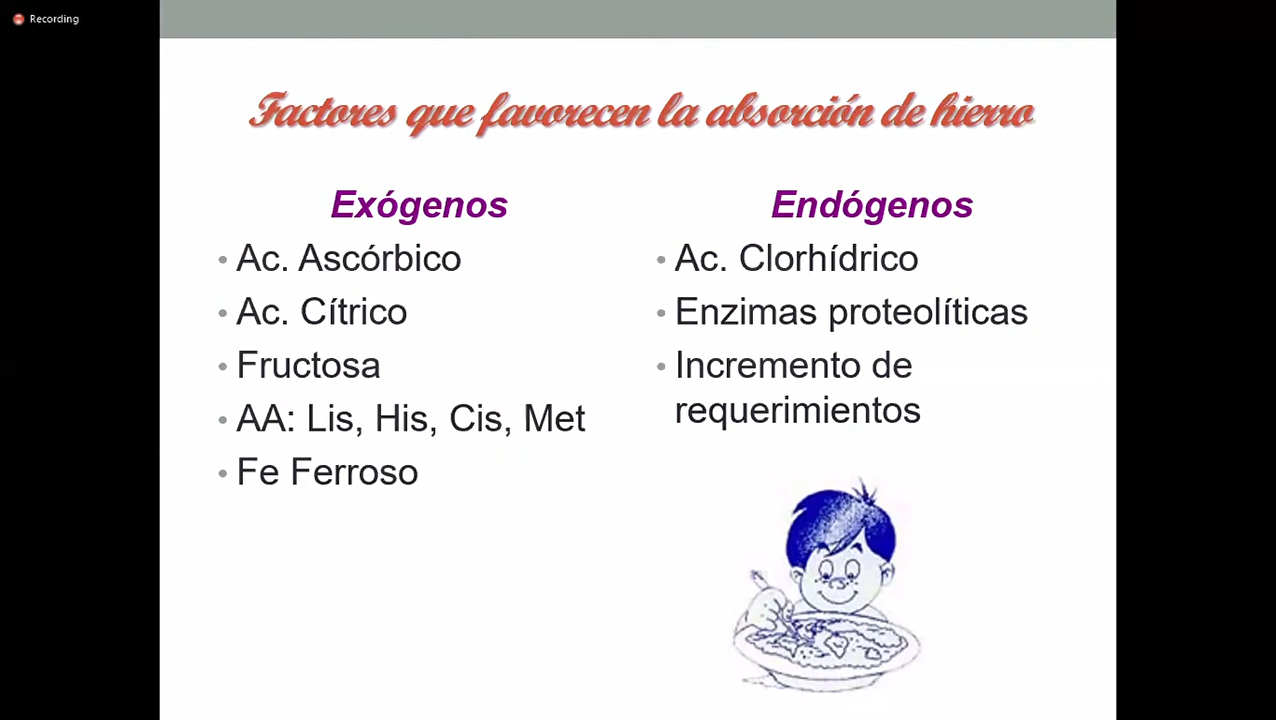 Recording
Factores que favorecen la absorción de hierro
Exógenos
• Ac. Ascórbico
• Ac. Cítrico
• Fructosa
• AA: Lis, His, Cis, Met
• Fe Ferroso
Endógenos
• Ac. Clorhídrico
• Enzimas proteolíticas
• Incremento de
requerimientos